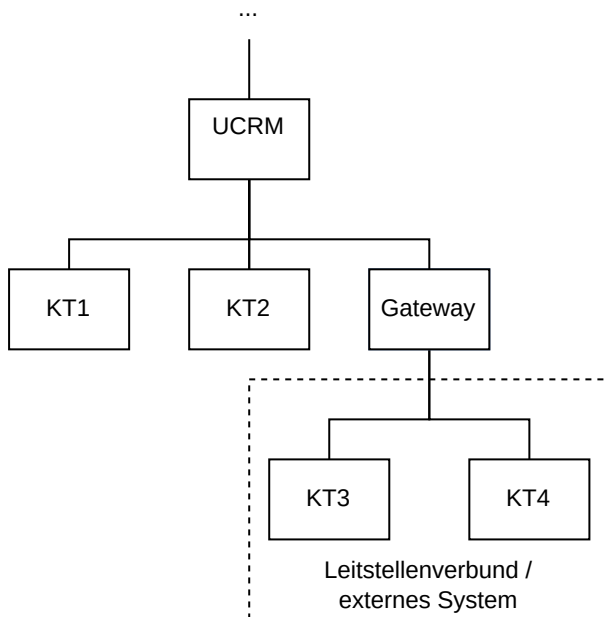 ...
UCRM
KT1
KT2
Gateway
KT3
KT4
Leitstellenverbund /
externes System